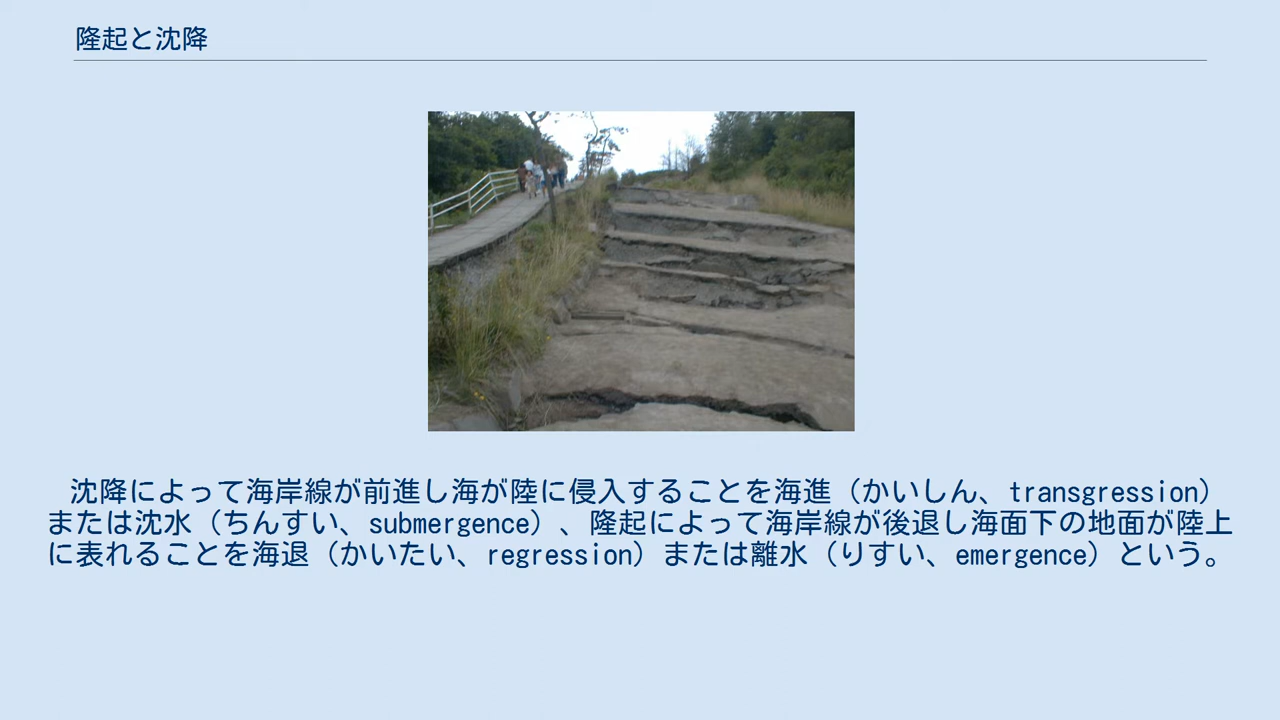 隆起と沈降
沈降によって海岸線が前進し海が陸に侵入することを海進（かいしん、transgression）
または沈水（ちんすい、submergence）、隆起によって海岸線が後退し海面下の地面が陸上
に表れることを海退（かいたい、regression）または離水（りすい、emergence）という。